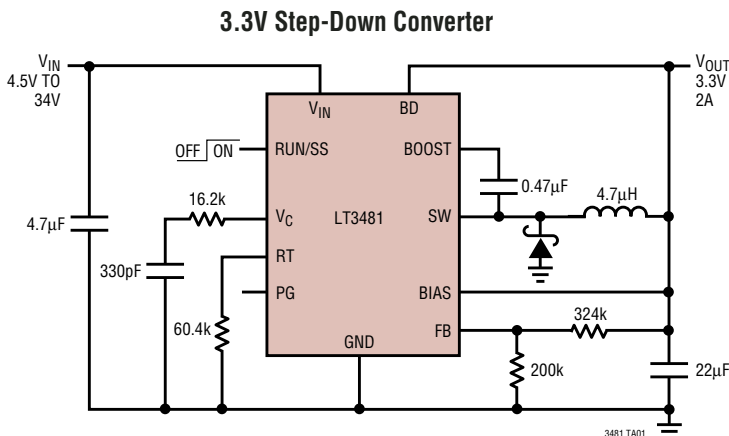 3.3V Step-Down Converter
VIN
4.5V TO
34V
VOUT
3.3V
2A
VIN
BD
OFF ON
RUN/SS
BOOST
0.47µF
4.7µH
16.2k
VC
LT3481
SW
4.7µF
330pF
RT
PG
BIAS
60.4k
324k
FB
GND
200k
22µF
3481 TA01